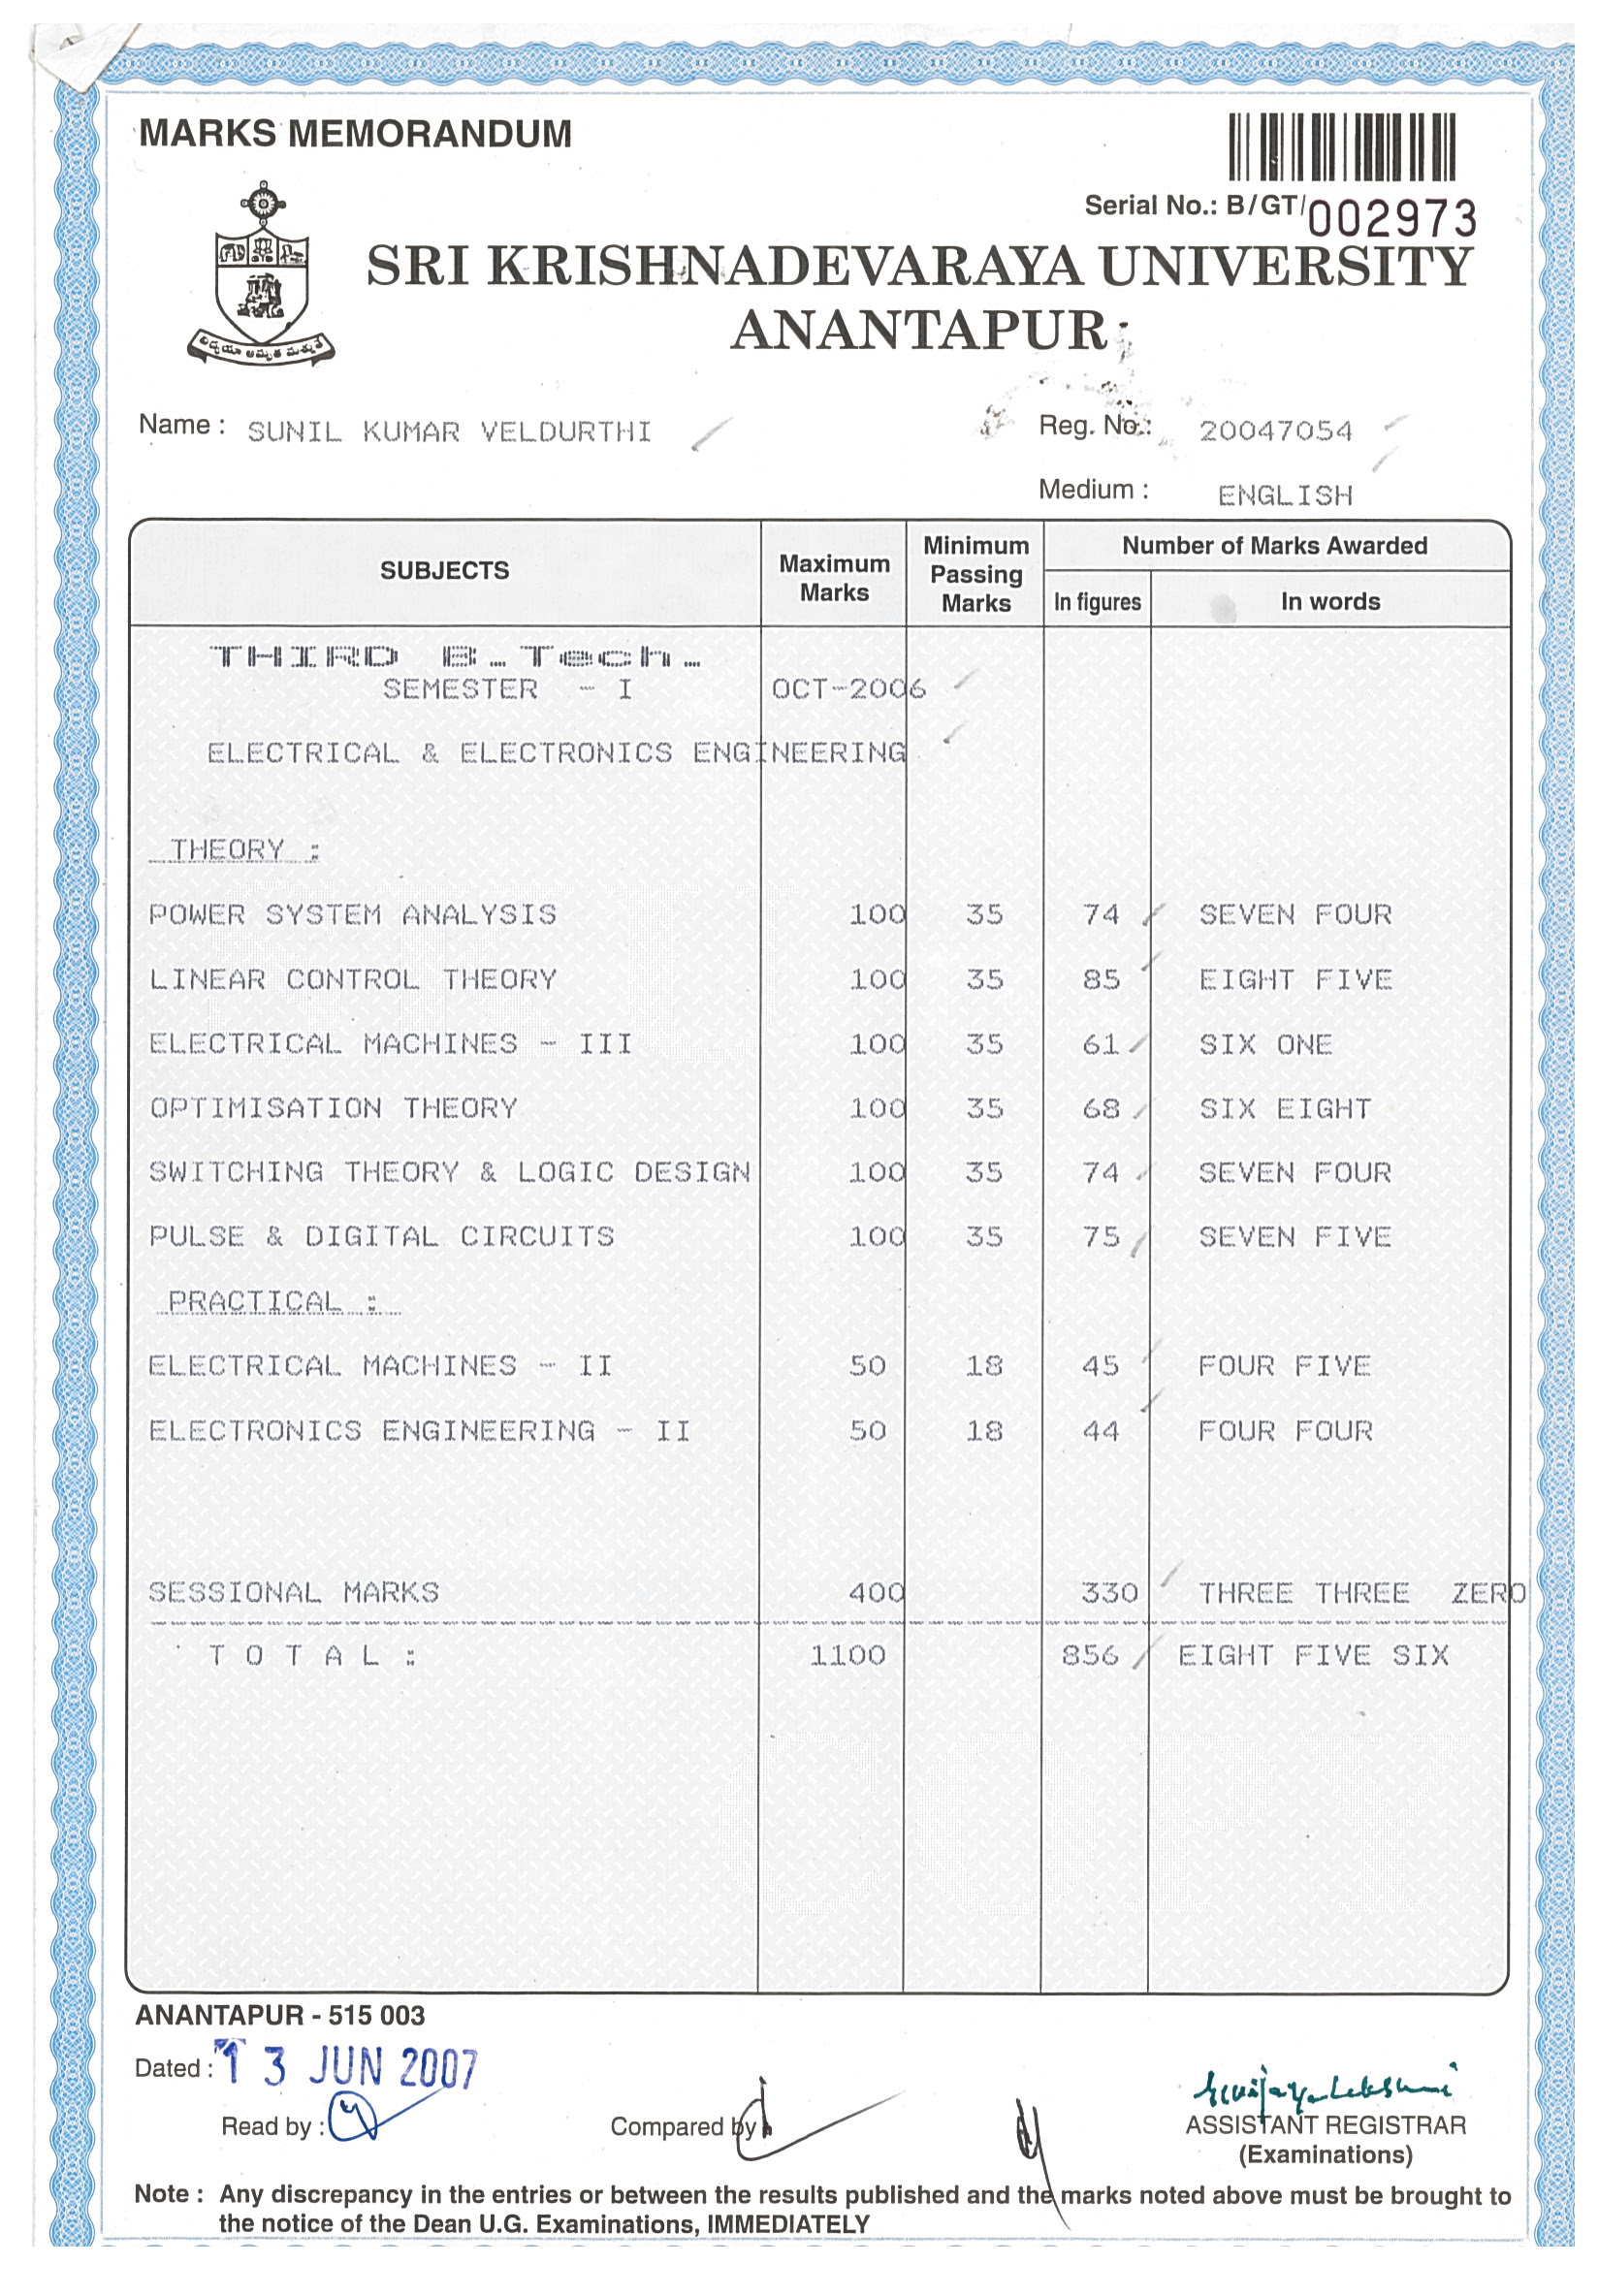 MARKS MEMORANDUM
Serial No.: B/GT/002973
SRI KRISHNADEVARAYA UNIVERSITY
ANANTAPUR
విద్యయా అమృత మశ్నుతే
Name : SUNIL KUMAR VELDURTHI Reg. No.: 20047054
Medium : ENGLISH
SUBJECTS Maximum Marks Minimum Passing Marks Number of Marks Awarded
In figures In words
THIRD B.Tech.
SEMESTER - I OCT-2006
ELECTRICAL & ELECTRONICS ENGINEERING
THEORY :
POWER SYSTEM ANALYSIS 100 35 74 SEVEN FOUR
LINEAR CONTROL THEORY 100 35 85 EIGHT FIVE
ELECTRICAL MACHINES - III 100 35 61 SIX ONE
OPTIMISATION THEORY 100 35 68 SIX EIGHT
SWITCHING THEORY & LOGIC DESIGN 100 35 74 SEVEN FOUR
PULSE & DIGITAL CIRCUITS 100 35 75 SEVEN FIVE
PRACTICAL :
ELECTRICAL MACHINES - II 50 18 45 FOUR FIVE
ELECTRONICS ENGINEERING - II 50 18 44 FOUR FOUR
SESSIONAL MARKS 400 330 THREE THREE ZERO
T O T A L : 1100 856 EIGHT FIVE SIX
COPY
ANANTAPUR - 515 003
Dated : 13 JUN 2007
Read by :
Compared by
ASSISTANT REGISTRAR
(Examinations)
Note : Any discrepancy in the entries or between the results published and the marks noted above must be brought to
the notice of the Dean U.G. Examinations, IMMEDIATELY